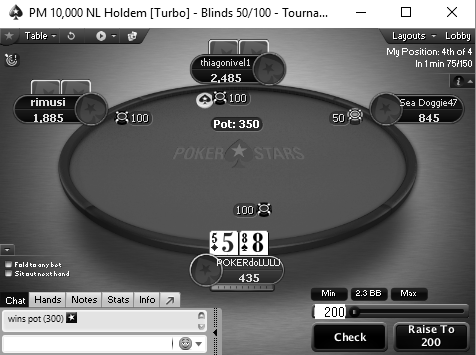 PM 10,000 NL Holdem [Turbo] - Blinds 50/100 - Tourna...
Table
Layouts
Lobby
My Position: 4th of 4
In 1 min 75/150
thiagonivel1
2,485
rimusi
1,885
100
100
50
Sea Doggie47
845
Pot: 350
POKER STARS
100
5 5 8 8
POKERdoLULU
435
Fold to any bet
Sit out next hand
Chat
Hands
Notes
Stats
Info
wins pot (300)
Min
2.3 BB
Max
200
Check
Raise To
200